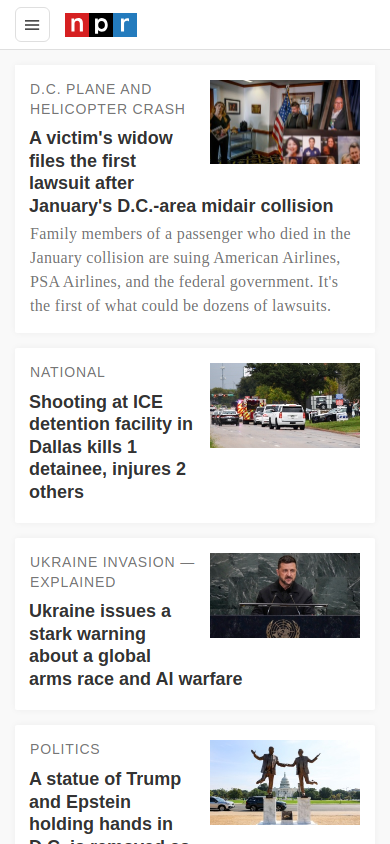 npr
D.C. PLANE AND
HELICOPTER CRASH
A victim's widow
files the first
lawsuit after
January's D.C.-area midair collision
Family members of a passenger who died in the
January collision are suing American Airlines,
PSA Airlines, and the federal government. It's
the first of what could be dozens of lawsuits.
NATIONAL
Shooting at ICE
detention facility in
Dallas kills 1
detainee, injures 2
others
UKRAINE INVASION —
EXPLAINED
Ukraine issues a
stark warning
about a global
arms race and AI warfare
POLITICS
A statue of Trump
and Epstein
holding hands in
D.C. is removed as